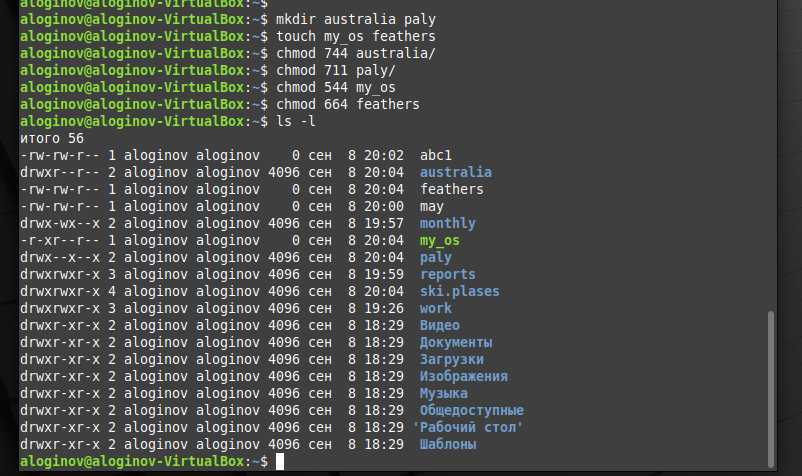 aloginov@aloginov-VirtualBox:~$
aloginov@aloginov-VirtualBox:~$ mkdir australia paly
aloginov@aloginov-VirtualBox:~$ touch my_os feathers
aloginov@aloginov-VirtualBox:~$ chmod 744 australia/
aloginov@aloginov-VirtualBox:~$ chmod 711 paly/
aloginov@aloginov-VirtualBox:~$ chmod 544 my_os
aloginov@aloginov-VirtualBox:~$ chmod 664 feathers
aloginov@aloginov-VirtualBox:~$ ls -l
итого 56
-rw-rw-r-- 1 aloginov aloginov    0 сен  8 20:02  abc1
drwxr--r-- 2 aloginov aloginov 4096 сен  8 20:04  australia
-rw-rw-r-- 1 aloginov aloginov    0 сен  8 20:04  feathers
-rw-rw-r-- 1 aloginov aloginov    0 сен  8 20:00  may
drwx-wx--x 2 aloginov aloginov 4096 сен  8 19:57  monthly
-r-xr--r-- 1 aloginov aloginov    0 сен  8 20:04  my_os
drwx--x--x 2 aloginov aloginov 4096 сен  8 20:04  paly
drwxrwxr-x 3 aloginov aloginov 4096 сен  8 19:59  reports
drwxrwxr-x 4 aloginov aloginov 4096 сен  8 20:04  ski.plases
drwxrwxr-x 3 aloginov aloginov 4096 сен  8 19:26  work
drwxr-xr-x 2 aloginov aloginov 4096 сен  8 18:29  Видео
drwxr-xr-x 2 aloginov aloginov 4096 сен  8 18:29  Документы
drwxr-xr-x 2 aloginov aloginov 4096 сен  8 18:29  Загрузки
drwxr-xr-x 2 aloginov aloginov 4096 сен  8 18:29  Изображения
drwxr-xr-x 2 aloginov aloginov 4096 сен  8 18:29  Музыка
drwxr-xr-x 2 aloginov aloginov 4096 сен  8 18:29  Общедоступные
drwxr-xr-x 2 aloginov aloginov 4096 сен  8 18:29 'Рабочий стол'
drwxr-xr-x 2 aloginov aloginov 4096 сен  8 18:29  Шаблоны
aloginov@aloginov-VirtualBox:~$